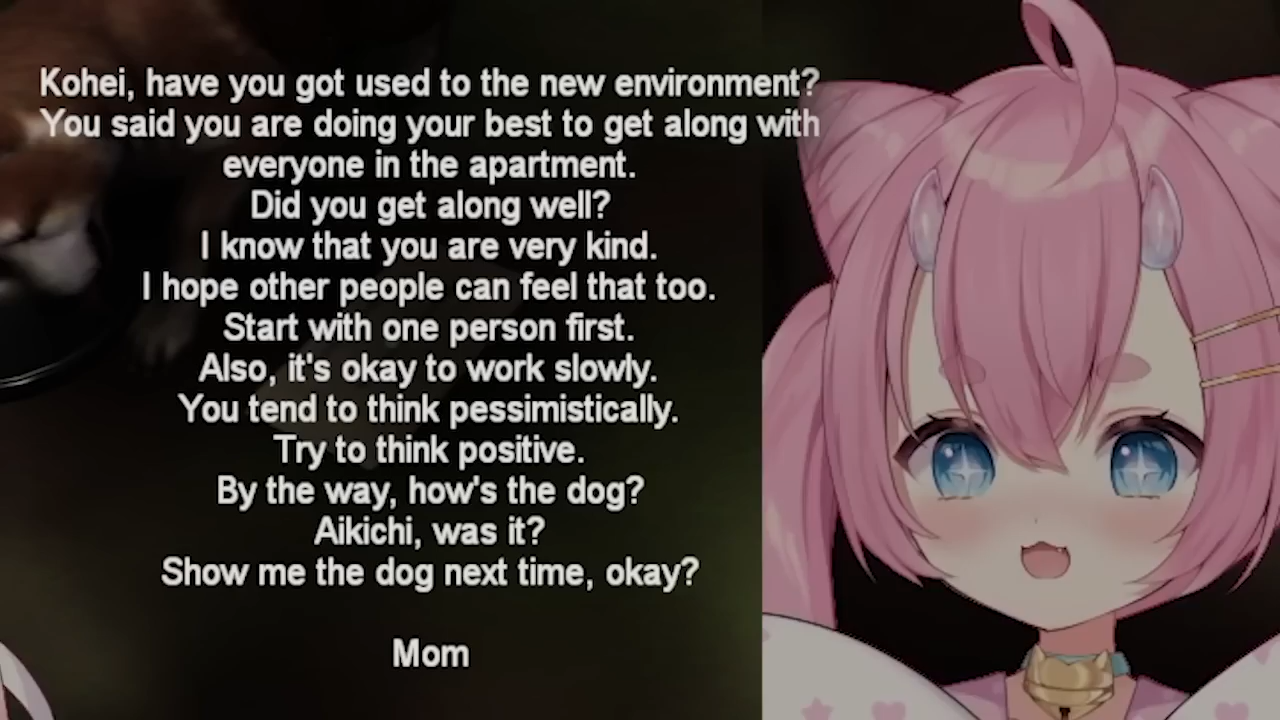 Kohei, have you got used to the new environment?
You said you are doing your best to get along with
everyone in the apartment.
Did you get along well?
I know that you are very kind.
I hope other people can feel that too.
Start with one person first.
Also, it's okay to work slowly.
You tend to think pessimistically.
Try to think positive.
By the way, how's the dog?
Aikichi, was it?
Show me the dog next time, okay?
Mom